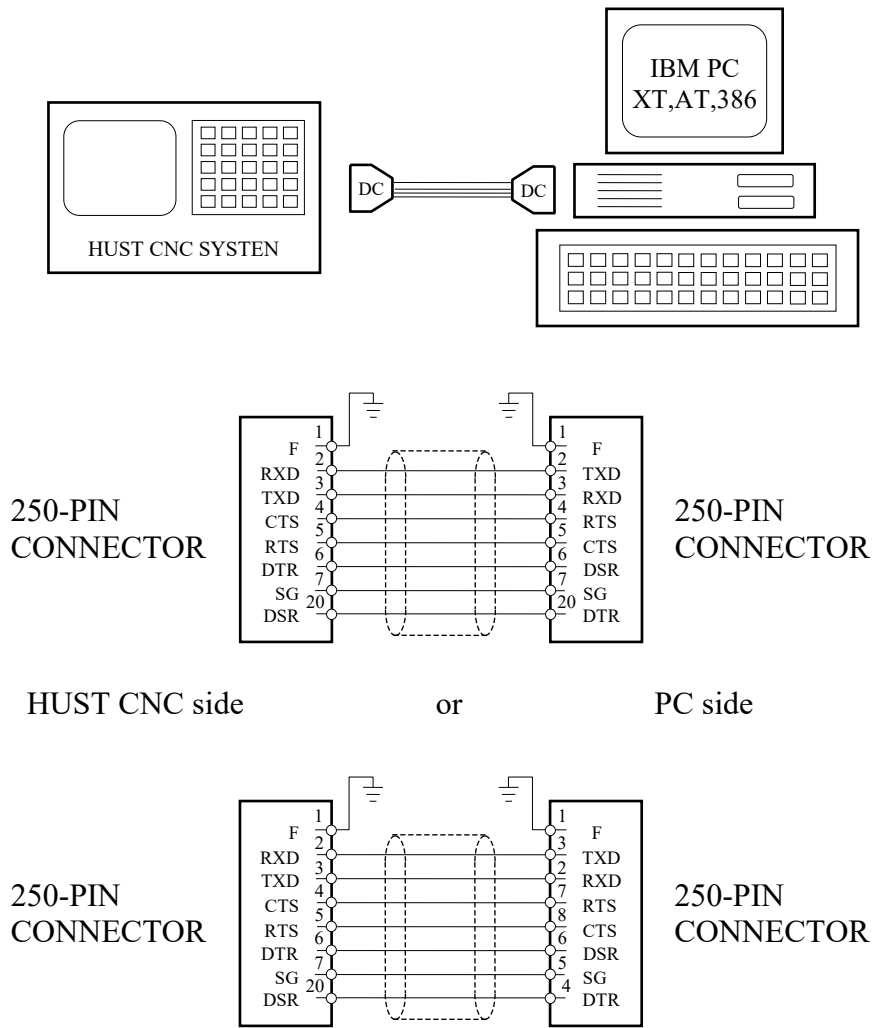 IBM PC
XT,AT,386
DC
DC
HUST CNC SYSTEN
1
F
2
RXD
3
TXD
4
CTS
5
RTS
6
DTR
7
SG
20
DSR
1
F
2
TXD
3
RXD
4
RTS
5
CTS
6
DSR
7
SG
20
DTR
250-PIN
CONNECTOR
250-PIN
CONNECTOR
HUST CNC side
or
PC side
1
F
2
RXD
3
TXD
4
CTS
5
RTS
6
DTR
7
SG
20
DSR
1
F
3
TXD
2
RXD
7
RTS
8
CTS
6
DSR
5
SG
4
DTR
250-PIN
CONNECTOR
250-PIN
CONNECTOR